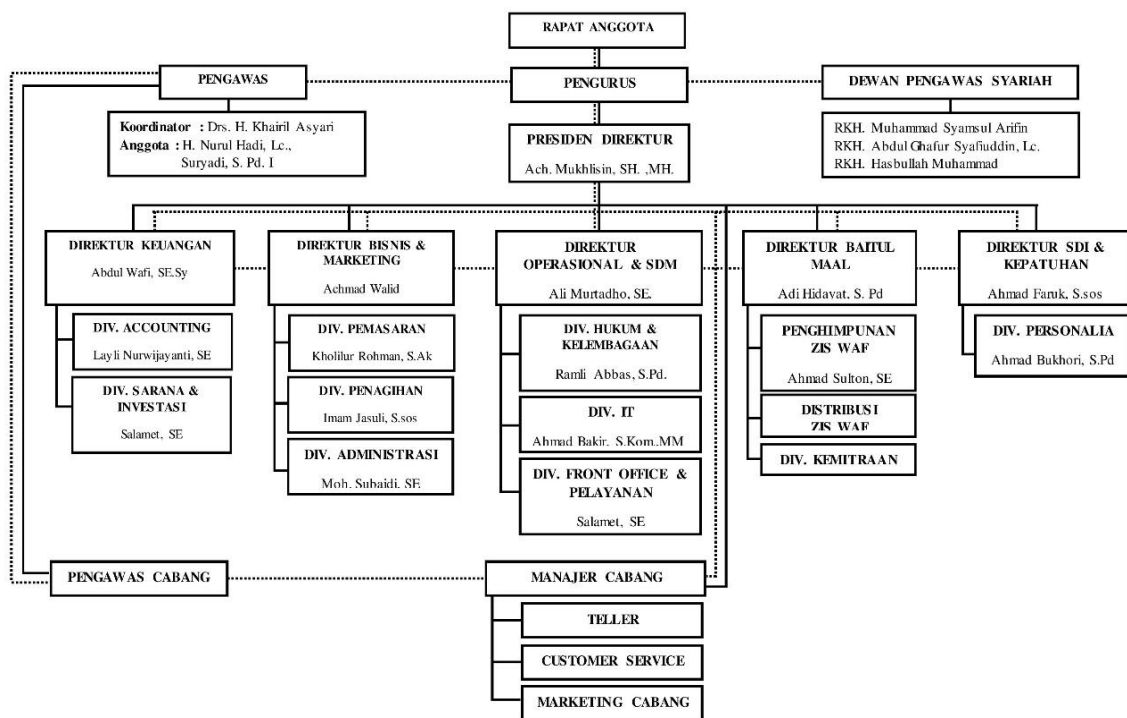 RAPAT ANGGOTA
PENGAWAS
PENGURUS
DEWAN PENGAWAS SYARIAH
Koordinator : Drs. H. Khairil Asyari
Anggota : H. Nurul Hadi, Lc.,
Suryadi, S. Pd. I
PRESIDEN DIREKTUR
Ach. Mukhlisin, SH. ,MH.
RKH. Muhammad Syamsul Arifin
RKH. Abdul Ghafur Syafiuddin, Lc.
RKH. Hasbullah Muhammad
DIREKTUR KEUANGAN
Abdul Wafi, SE.Sy
DIV. ACCOUNTING
Layli Nurwijayanti, SE
DIV. SARANA &
INVESTASI
Salamet, SE
DIREKTUR BISNIS &
MARKETING
Achmad Walid
DIV. PEMASARAN
Kholilur Rohman, S.Ak
DIV. PENAGIHAN
Imam Jasuli, S.sos
DIV. ADMINISTRASI
Moh. Subaidi, SE
DIREKTUR
OPERASIONAL & SDM
Ali Murtadho, SE.
DIV. HUKUM &
KELEMBAGAAN
Ramli Abbas, S.Pd.
DIV. IT
Ahmad Bakir, S.Kom.,MM
DIV. FRONT OFFICE &
PELAYANAN
Salamet, SE
DIREKTUR BAITUL
MAAL
Adi Hidayat, S. Pd
PENGHIMPUNAN
ZIS WAF
Ahmad Sulton, SE
DISTRIBUSI
ZIS WAF
DIV. KEMITRAAN
DIREKTUR SDI &
KEPATUHAN
Ahmad Faruk, S.sos
DIV. PERSONALIA
Ahmad Bukhori, S.Pd
PENGAWAS CABANG
MANAJER CABANG
TELLER
CUSTOMER SERVICE
MARKETING CABANG